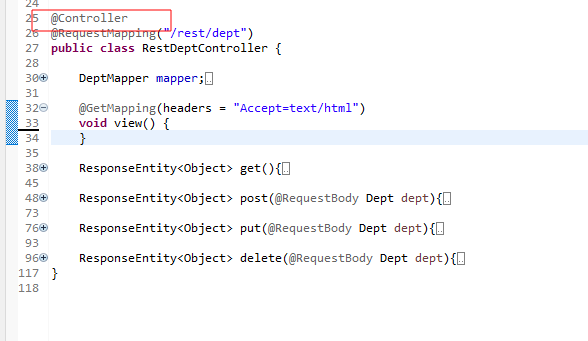 24
25 @Controller
26 @RequestMapping("/rest/dept")
27 public class RestDeptController {
28
30 DeptMapper mapper;
31
32 @GetMapping(headers = "Accept=text/html")
33 void view() {
34 }
35
38 ResponseEntity<Object> get(){
45
48 ResponseEntity<Object> post(@RequestBody Dept dept){
73
76 ResponseEntity<Object> put(@RequestBody Dept dept){
93
96 ResponseEntity<Object> delete(@RequestBody Dept dept){
117 }
118